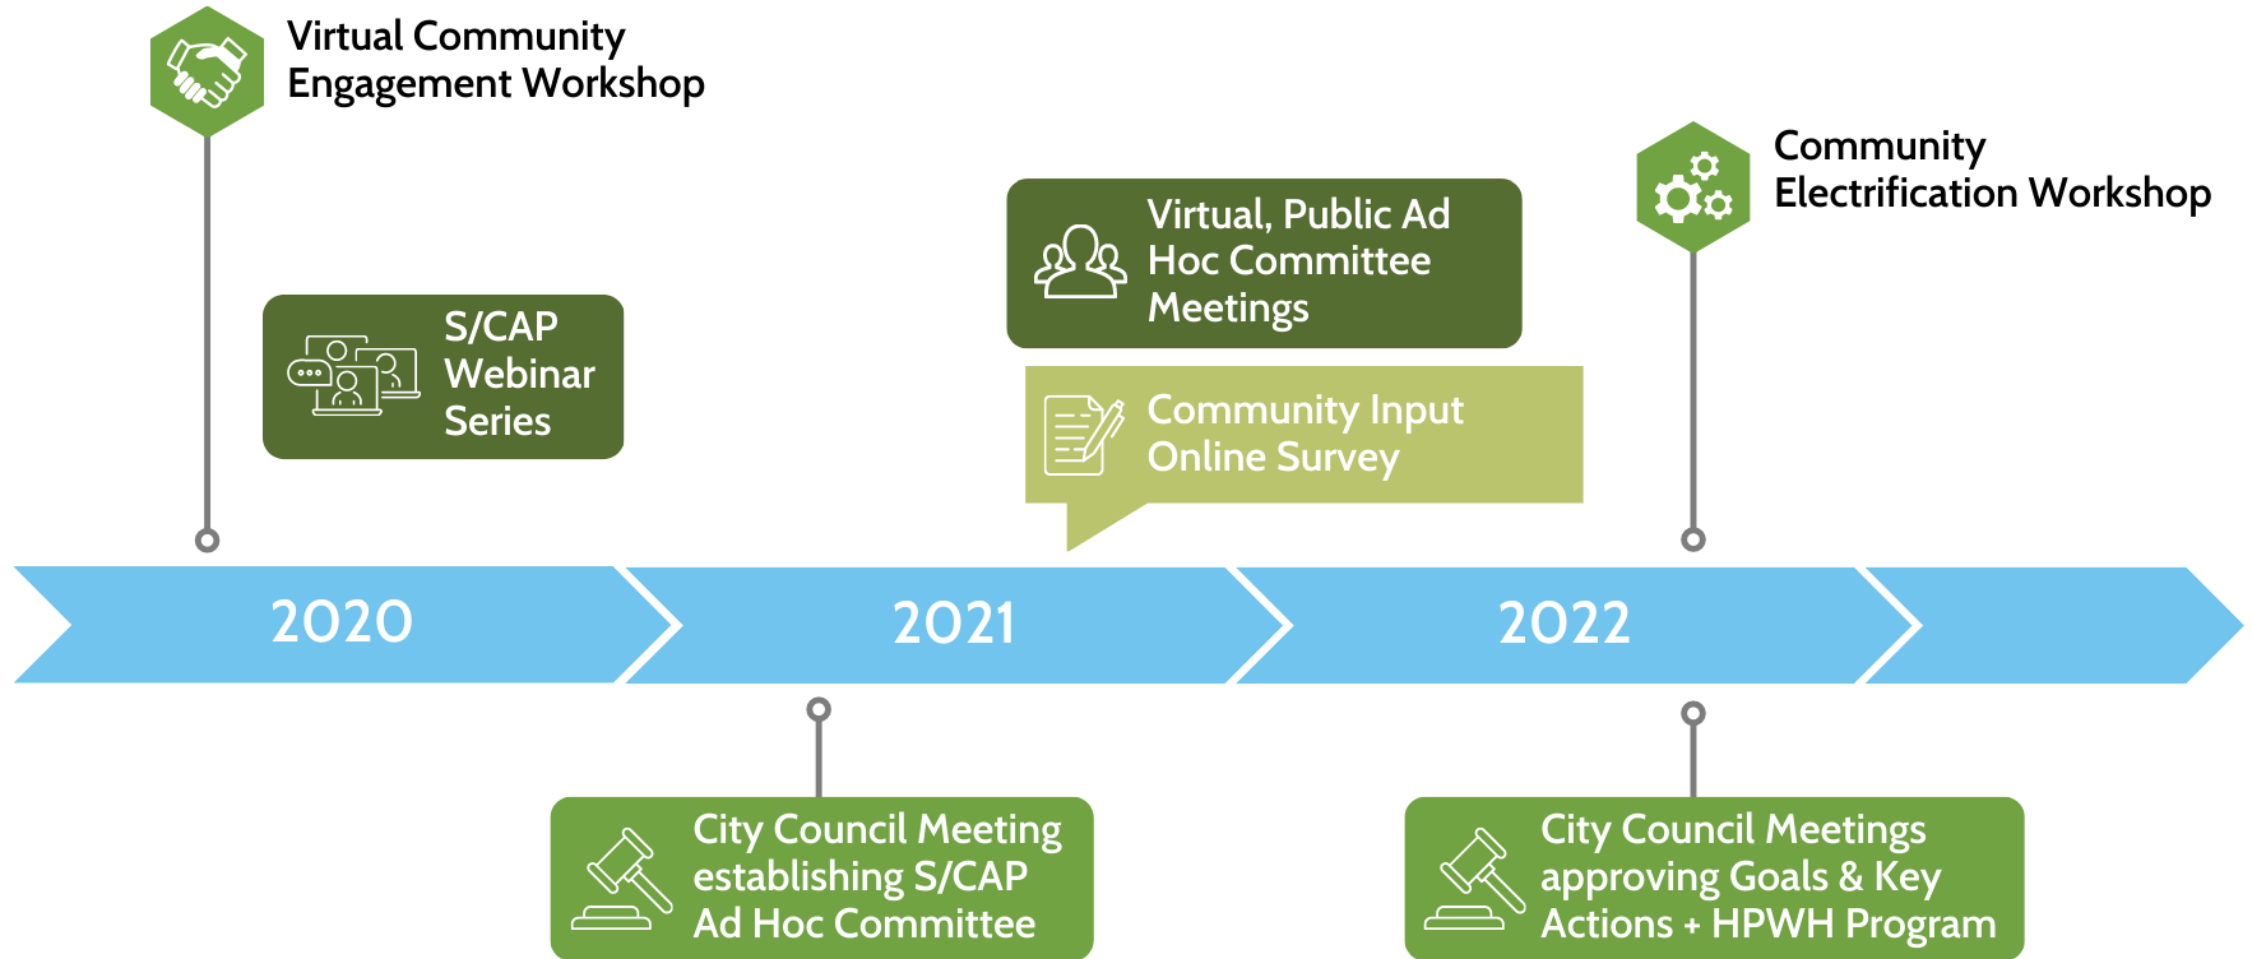 Virtual Community
Engagement Workshop
Community
Electrification Workshop
Virtual, Public Ad
Hoc Committee
Meetings
S/CAP
Webinar
Series
Community Input
Online Survey
2020
2021
2022
City Council Meeting
establishing S/CAP
Ad Hoc Committee
City Council Meetings
approving Goals & Key
Actions + HPWH Program